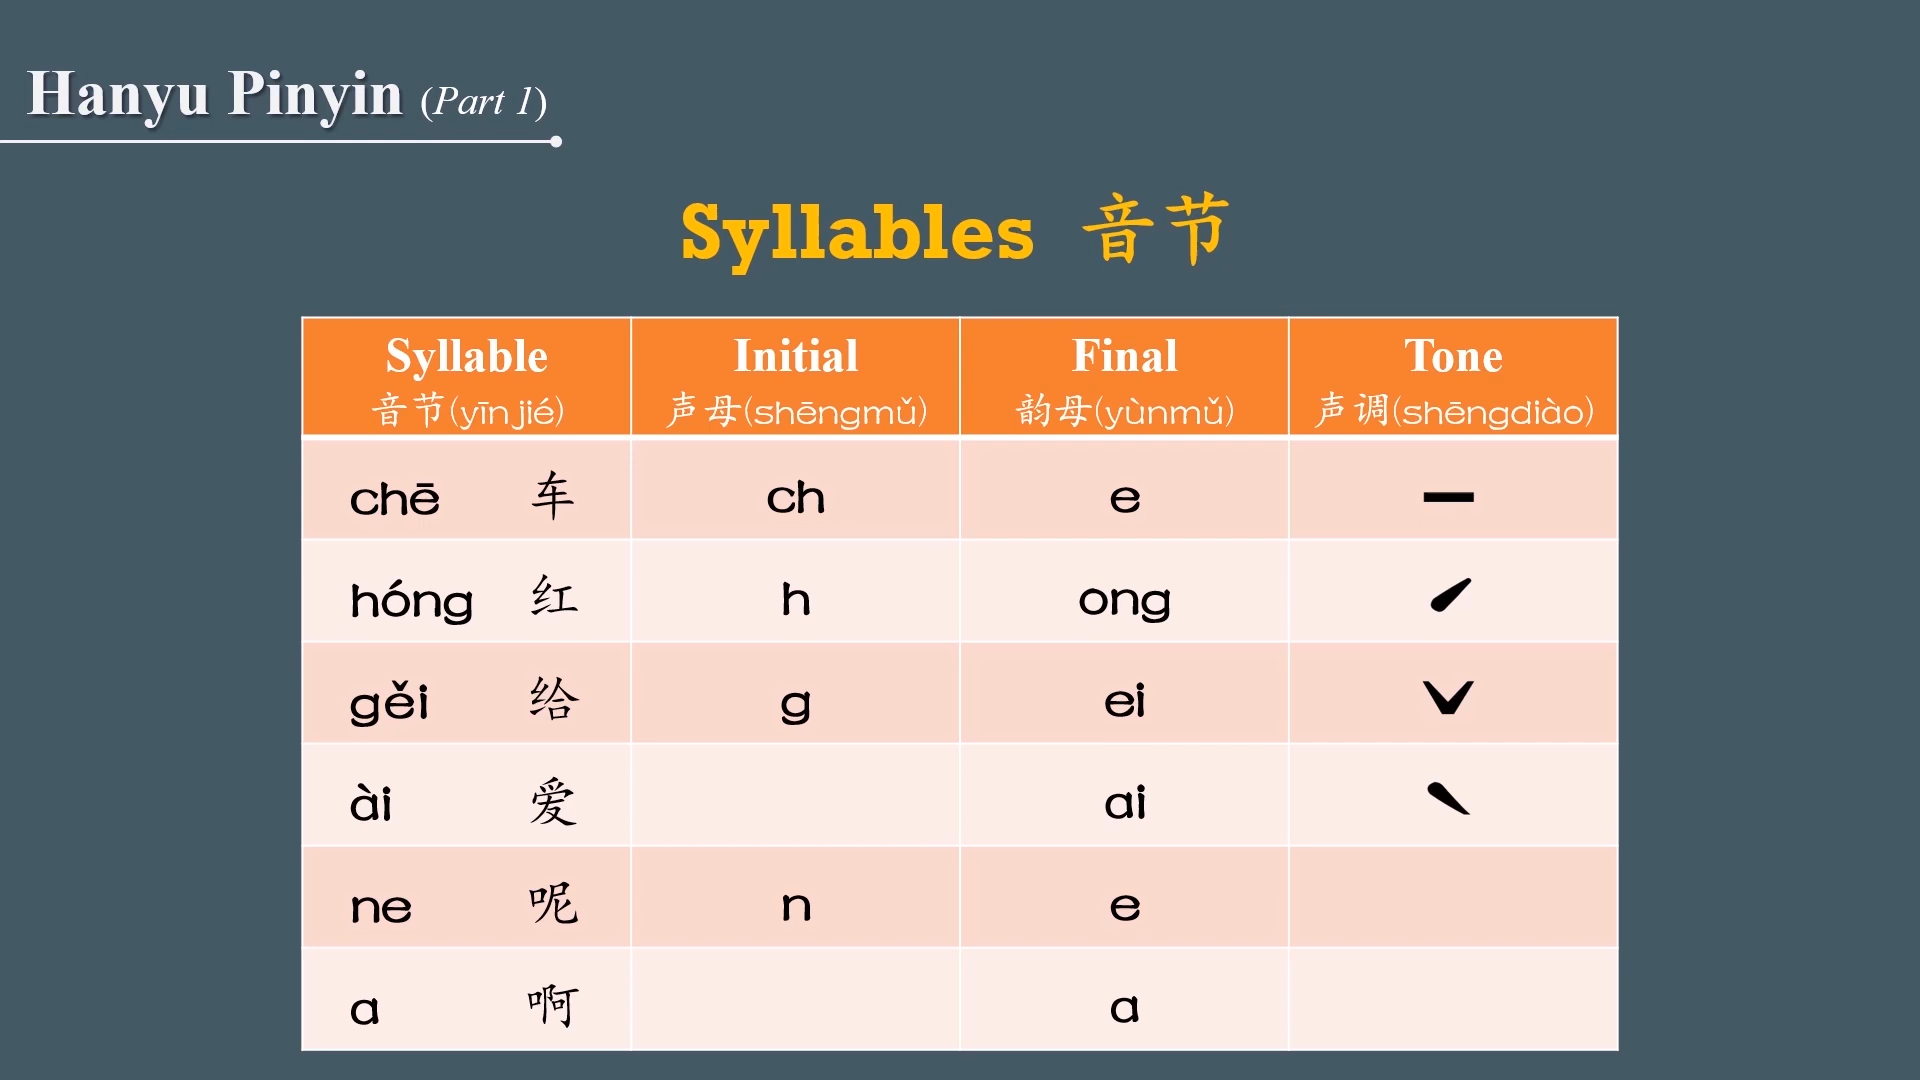 Hanyu Pinyin (Part 1)
Syllables 音节
Syllable Initial Final Tone
音节(yīnjié) 声母(shēngmǔ) 韵母(yùnmǔ) 声调(shēngdiào)
chē 车 ch e ˉ
hóng 红 h ong ˊ
gěi 给 g ei ˇ
ài 爱 ai ˋ
ne 呢 n e
a 啊 a